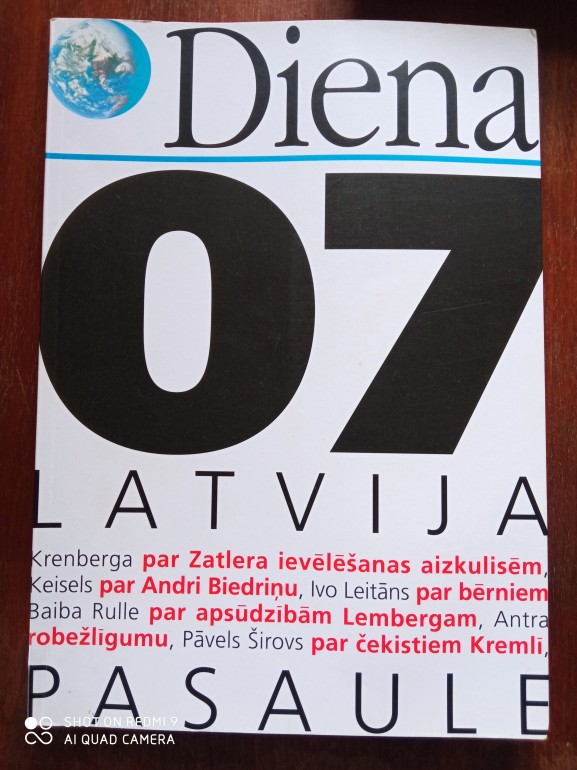 Diena
07
LATVIJA
Krenberga par Zatlera ievēlēšanas aizkulisēm,
Keisels par Andri Biedriņu, Ivo Leitāns par bērniem
Baiba Rulle par apsūdzībām Lembergam, Antra
robežlīgumu, Pāvels Širovs par čekistiem Kremlī,
PASAULE
SHOT ON REDMI 9
AI QUAD CAMERA